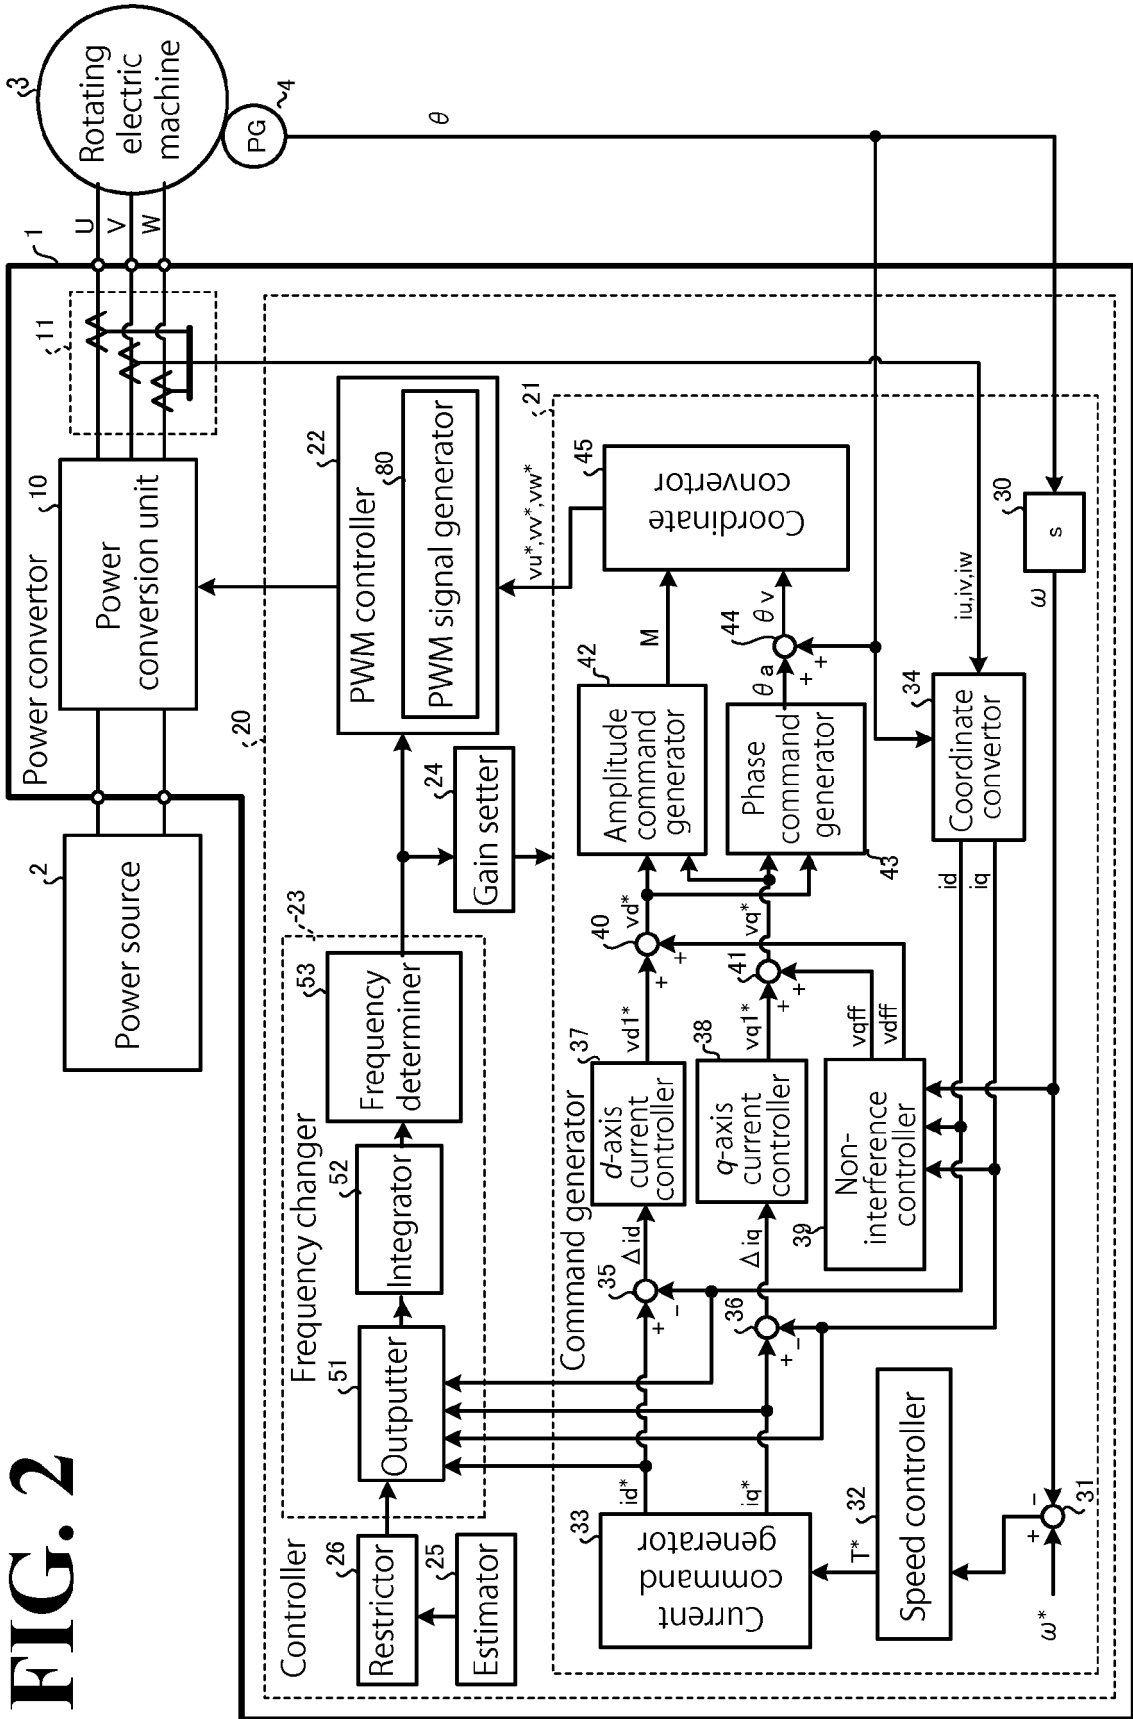 FIG. 2
Power source
2
Power convertor
1
Power
conversion unit
10
11
U
V
W
3
Rotating
electric
machine
PG
4
θ
Controller
20
Restrictor
26
Estimator
25
Frequency changer
23
Outputter
51
Integrator
52
Frequency
determiner
53
Gain setter
24
PWM controller
22
PWM signal generator
80
vu*,vv*,vw*
Command generator
21
Current
command
generator
33
id*
iq*
35
+
-
Δid
36
+
-
Δiq
d-axis
current
controller
37
vd1*
q-axis
current
controller
38
vq1*
Non-
interference
controller
39
vqff
vdff
40
+
+
vd*
41
+
+
vq*
Amplitude
command
generator
42
M
Phase
command
generator
43
θa
44
+
+
θv
Coordinate
convertor
45
Coordinate
convertor
34
id
iq
iu,iv,iw
s
30
ω
Speed controller
32
T*
31
+
-
ω*